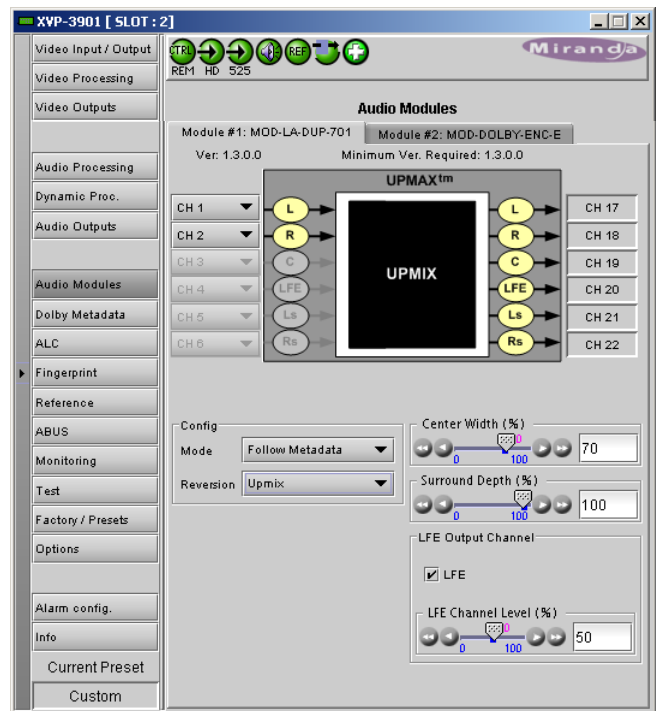 XVP-3901 [ SLOT : 2]
Video Input / Output
Video Processing
Video Outputs
Audio Processing
Dynamic Proc.
Audio Outputs
Audio Modules
Dolby Metadata
ALC
Fingerprint
Reference
ABUS
Monitoring
Test
Factory / Presets
Options
Alarm config.
Info
Current Preset
Custom
CTRL REF
REM HD 525
Miranda
Audio Modules
Module #1: MOD-LA-DUP-701 Module #2: MOD-DOLBY-ENC-E
Ver: 1.3.0.0 Minimum Ver. Required: 1.3.0.0
UPMAXtm
CH 1 L L CH 17
CH 2 R R CH 18
CH 3 C C CH 19
UPMIX
CH 4 LFE LFE CH 20
CH 5 Ls Ls CH 21
CH 6 Rs Rs CH 22
Config
Mode Follow Metadata
Reversion Upmix
Center Width (%)
0 100 70
Surround Depth (%)
0 100 100
LFE Output Channel
LFE
LFE Channel Level (%)
0
0 100 50